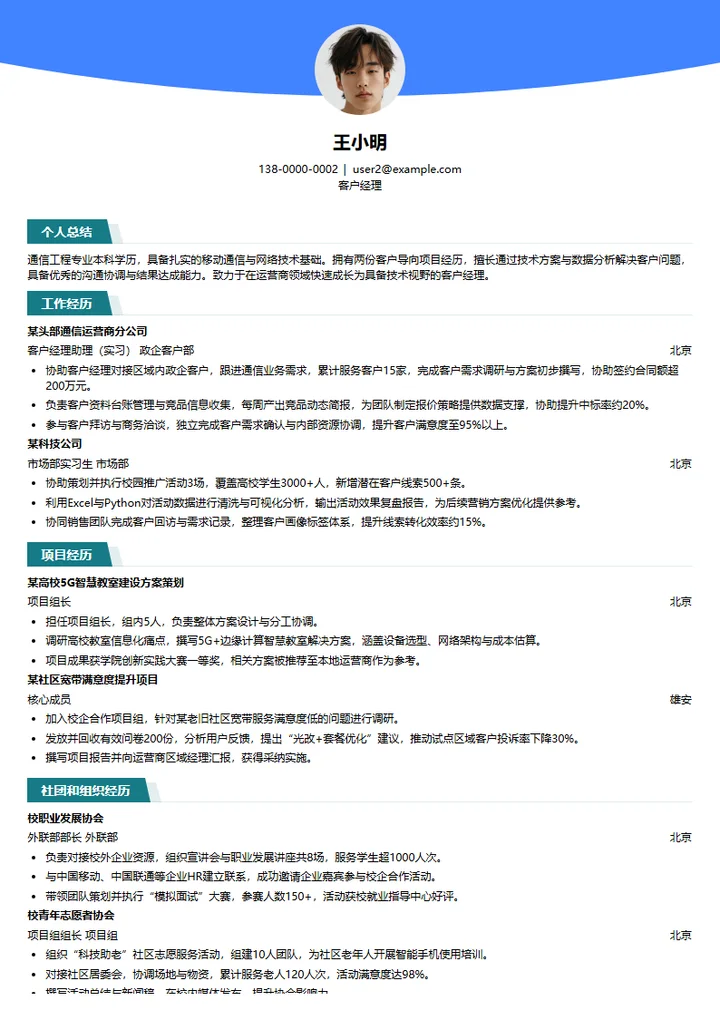 王小明
138-0000-0002 | user2@example.com
客户经理
个人总结
通信工程专业本科学历，具备扎实的移动通信与网络技术基础。拥有两份客户导向项目经历，擅长通过技术方案与数据分析解决客户问题，
具备优秀的沟通协调与结果达成能力。致力于在运营商领域快速成长为具备技术视野的客户经理。
工作经历
某头部通信运营商分公司
客户经理助理（实习） 政企客户部 北京
• 协助客户经理对接区域内政企客户，跟进通信业务需求，累计服务客户15家，完成客户需求调研与方案初步撰写，协助签约合同额超
200万元。
• 负责客户资料台账管理与竞品信息收集，每周产出竞品动态简报，为团队制定报价策略提供数据支撑，协助提升中标率约20%。
• 参与客户拜访与商务洽谈，独立完成客户需求确认与内部资源协调，提升客户满意度至95%以上。
某科技公司
市场部实习生 市场部 北京
• 协助策划并执行校园推广活动3场，覆盖高校学生3000+人，新增潜在客户线索500+条。
• 利用Excel与Python对活动数据进行清洗与可视化分析，输出活动效果复盘报告，为后续营销方案优化提供参考。
• 协同销售团队完成客户回访与需求记录，整理客户画像标签体系，提升线索转化效率约15%。
项目经历
某高校5G智慧教室建设方案策划
项目组长 北京
• 担任项目组长，组内5人，负责整体方案设计与分工协调。
• 调研高校教室信息化痛点，撰写5G+边缘计算智慧教室解决方案，涵盖设备选型、网络架构与成本估算。
• 项目成果获学院创新实践大赛一等奖，相关方案被推荐至本地运营商作为参考。
某社区宽带满意度提升项目
核心成员 雄安
• 加入校企合作项目组，针对某老旧社区宽带服务满意度低的问题进行调研。
• 发放并回收有效问卷200份，分析用户反馈，提出“光改+套餐优化”建议，推动试点区域客户投诉率下降30%。
• 撰写项目报告并向运营商区域经理汇报，获得采纳实施。
社团和组织经历
校职业发展协会
外联部部长 外联部 北京
• 负责对接校外企业资源，组织宣讲会与职业发展讲座共8场，服务学生超1000人次。
• 与中国移动、中国联通等企业HR建立联系，成功邀请企业嘉宾参与校企合作活动。
• 带领团队策划并执行“模拟面试”大赛，参赛人数150+，活动获校就业指导中心好评。
校青年志愿者协会
项目组组长 项目组 北京
• 组织“科技助老”社区志愿服务活动，组建10人团队，为社区老年人开展智能手机使用培训。
• 对接社区居委会，协调场地与物资，累计服务老人120人次，活动满意度达98%。
• 撰写活动总结与新闻稿，在校内媒体发布，提升协会影响力